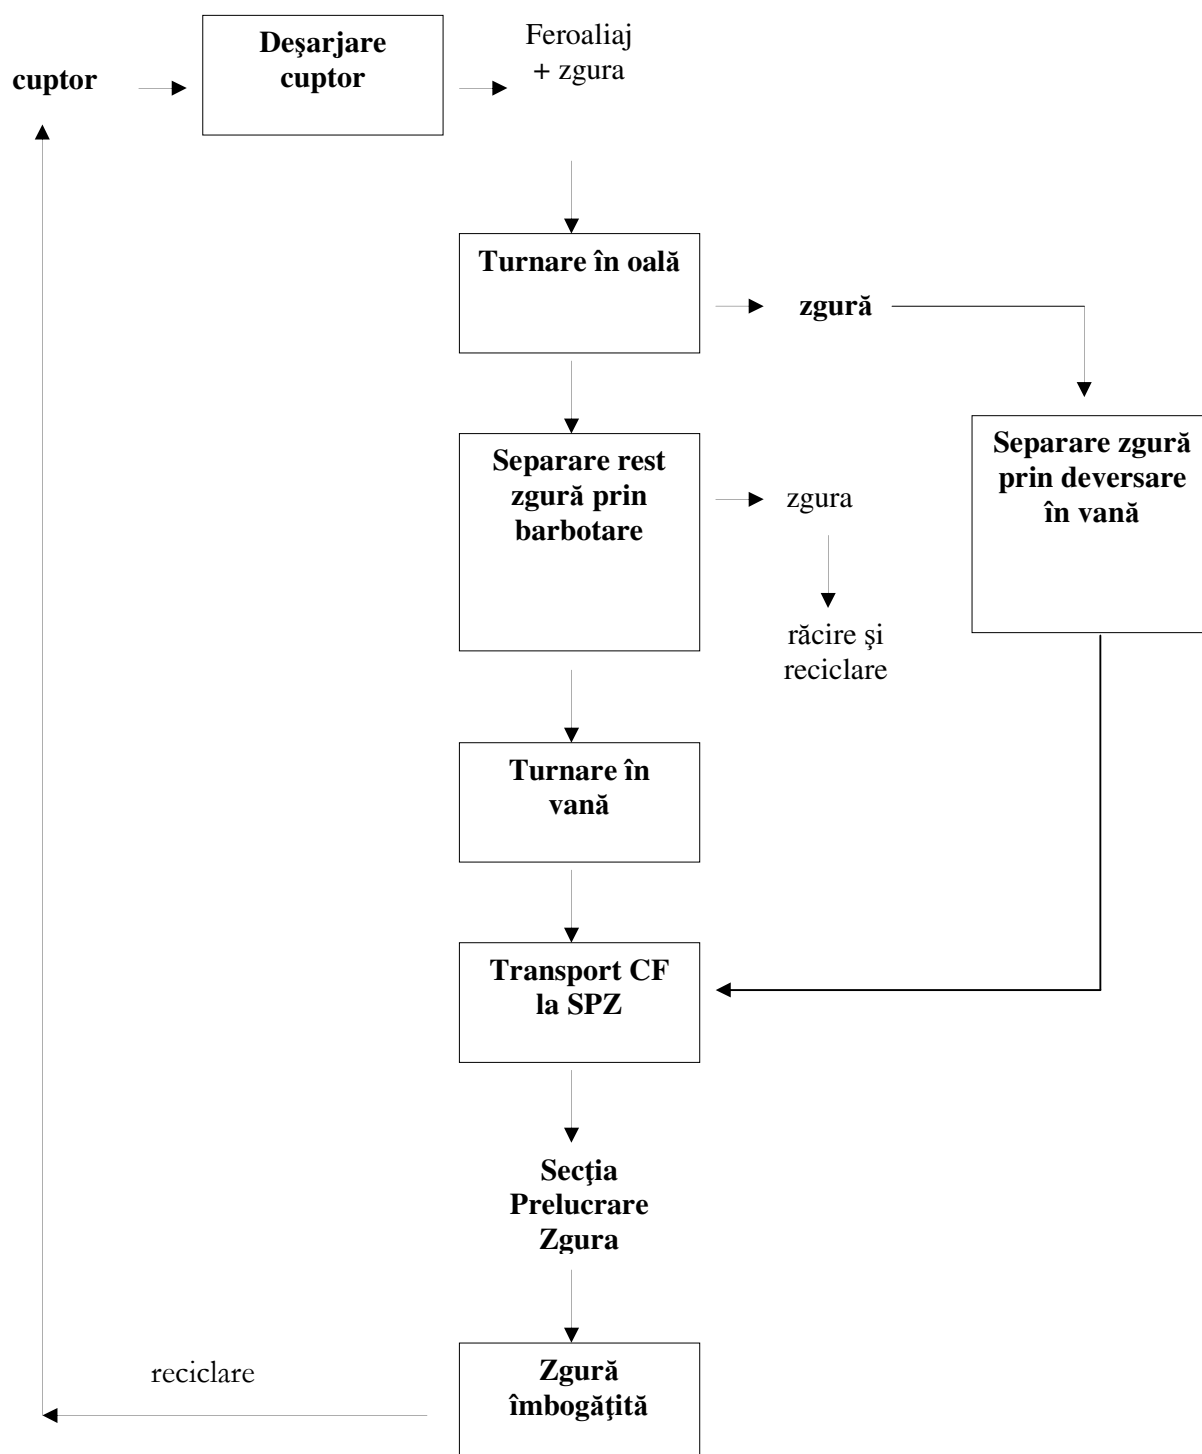 cuptor
Deşarjare
cuptor
Feroaliaj
+ zgura
Turnare în oală
zgură
Separare rest
zgură prin
barbotare
zgura
răcire şi
reciclare
Separare zgură
prin deversare
în vană
Turnare în
vană
Transport CF
la SPZ
Secţia
Prelucrare
Zgura
Zgură
îmbogăţită
reciclare